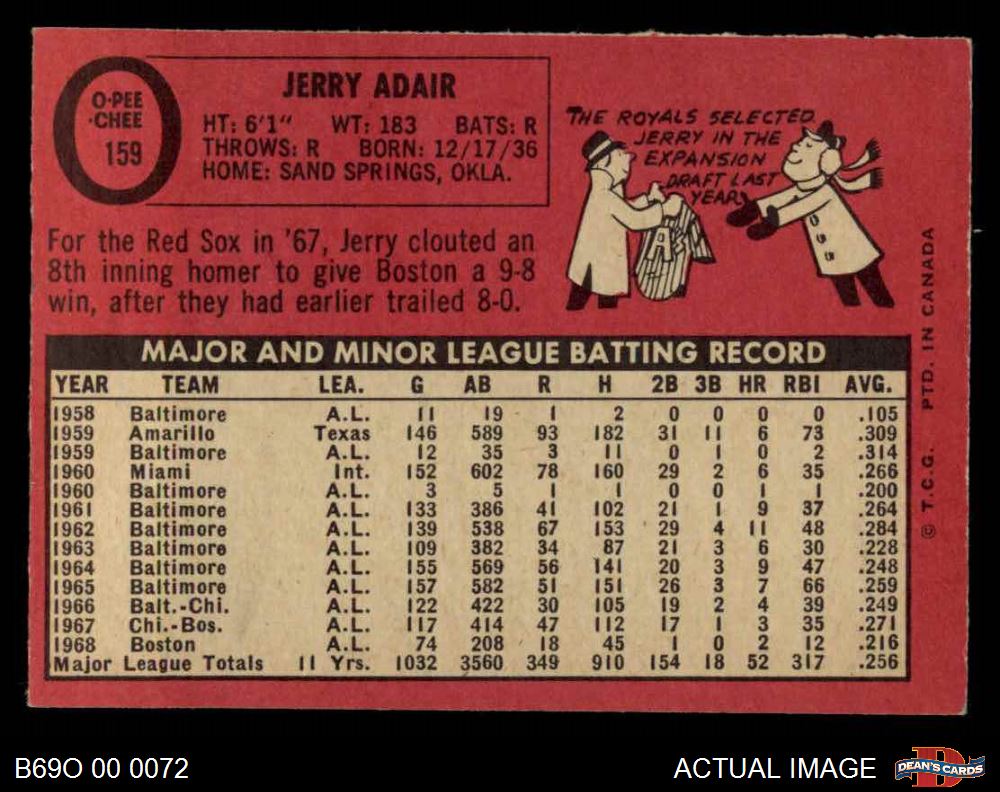 O-PEE
-CHEE
159
JERRY ADAIR
HT: 6'1" WT: 183 BATS: R
THROWS: R BORN: 12/17/36
HOME: SAND SPRINGS, OKLA.
THE ROYALS SELECTED
JERRY IN THE
EXPANSION
DRAFT LAST
YEAR
For the Red Sox in '67, Jerry clouted an
8th inning homer to give Boston a 9-8
win, after they had earlier trailed 8-0.
MAJOR AND MINOR LEAGUE BATTING RECORD
YEAR TEAM LEA. G AB R H 2B 3B HR RBI AVG.
1958 Baltimore A.L. 11 19 1 2 0 0 0 0 .105
1959 Amarillo Texas 146 589 93 182 31 11 6 73 .309
1959 Baltimore A.L. 12 35 3 11 0 1 0 2 .314
1960 Miami Int. 152 602 78 160 29 2 6 35 .266
1960 Baltimore A.L. 3 5 1 1 0 0 1 1 .200
1961 Baltimore A.L. 133 386 41 102 21 1 9 37 .264
1962 Baltimore A.L. 139 538 67 153 29 4 11 48 .284
1963 Baltimore A.L. 109 382 34 87 21 3 6 30 .228
1964 Baltimore A.L. 155 569 56 141 20 3 9 47 .248
1965 Baltimore A.L. 157 582 51 151 26 3 7 66 .259
1966 Balt.-Chi. A.L. 122 422 30 105 19 2 4 39 .249
1967 Chi.-Bos. A.L. 117 414 47 112 17 1 3 35 .271
1968 Boston A.L. 74 208 18 45 1 0 2 12 .216
Major League Totals 11 Yrs. 1032 3560 349 910 154 18 52 317 .256
© T.C.G. PTD. IN CANADA
B69O 00 0072
ACTUAL IMAGE
DEAN'S CARDS